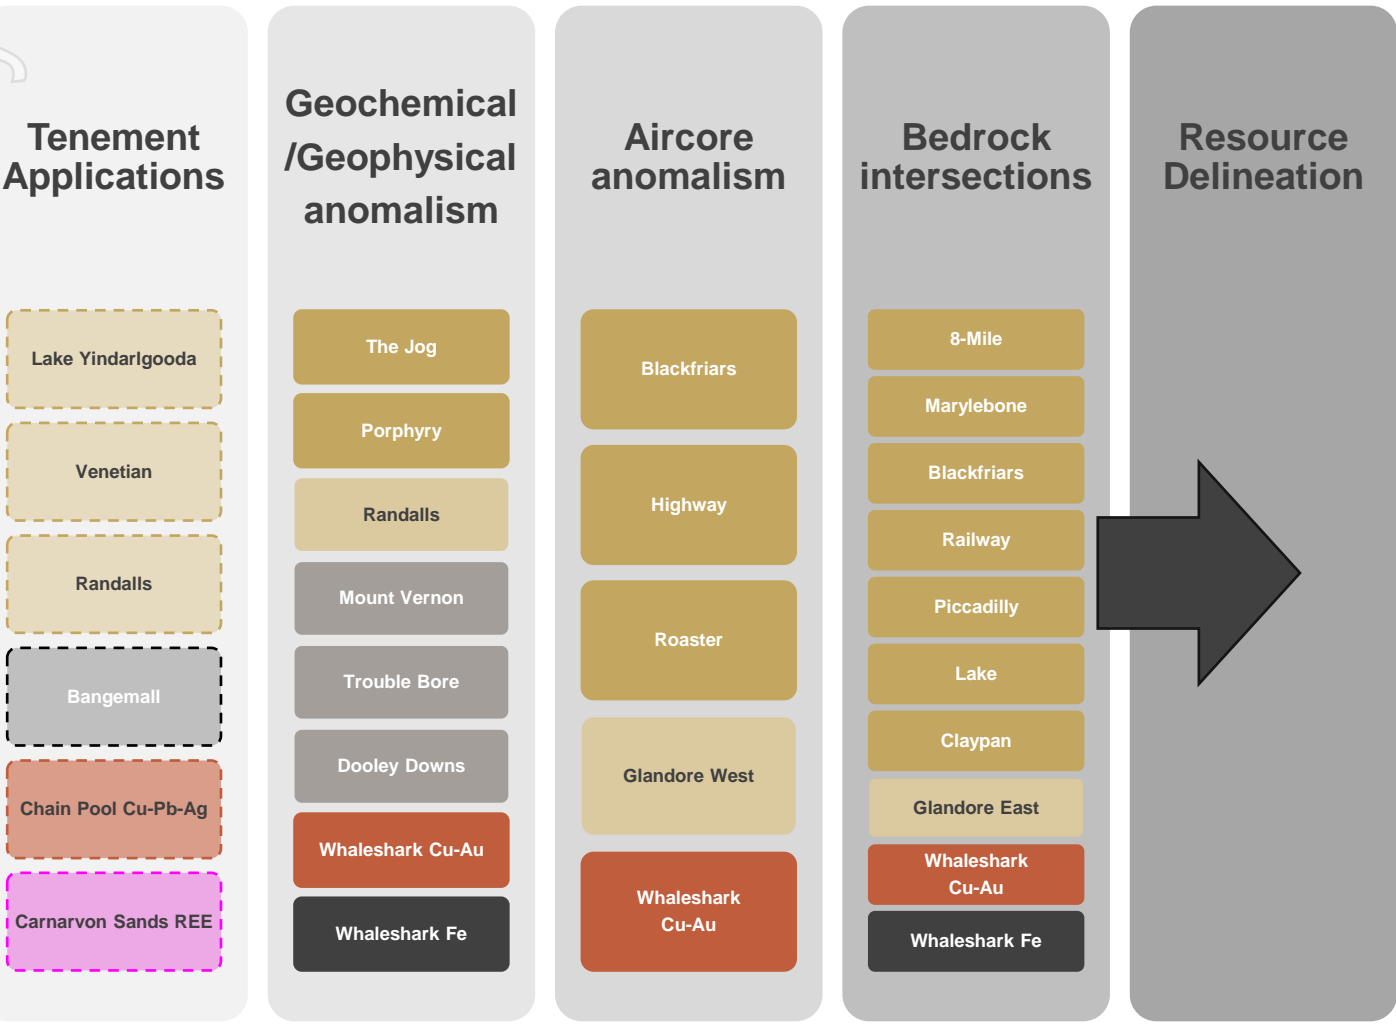 Tenement
Applications
Geochemical
/Geophysical
anomalism
Aircore
anomalism
Bedrock
intersections
Resource
Delineation
Lake Yindarlgooda
Venetian
Randalls
Bangemall
Chain Pool Cu-Pb-Ag
Carnarvon Sands REE
The Jog
Porphyry
Randalls
Mount Vernon
Trouble Bore
Dooley Downs
Whaleshark Cu-Au
Whaleshark Fe
Blackfriars
Highway
Roaster
Glandore West
Whaleshark
Cu-Au
8-Mile
Marylebone
Blackfriars
Railway
Piccadilly
Lake
Claypan
Glandore East
Whaleshark
Cu-Au
Whaleshark Fe